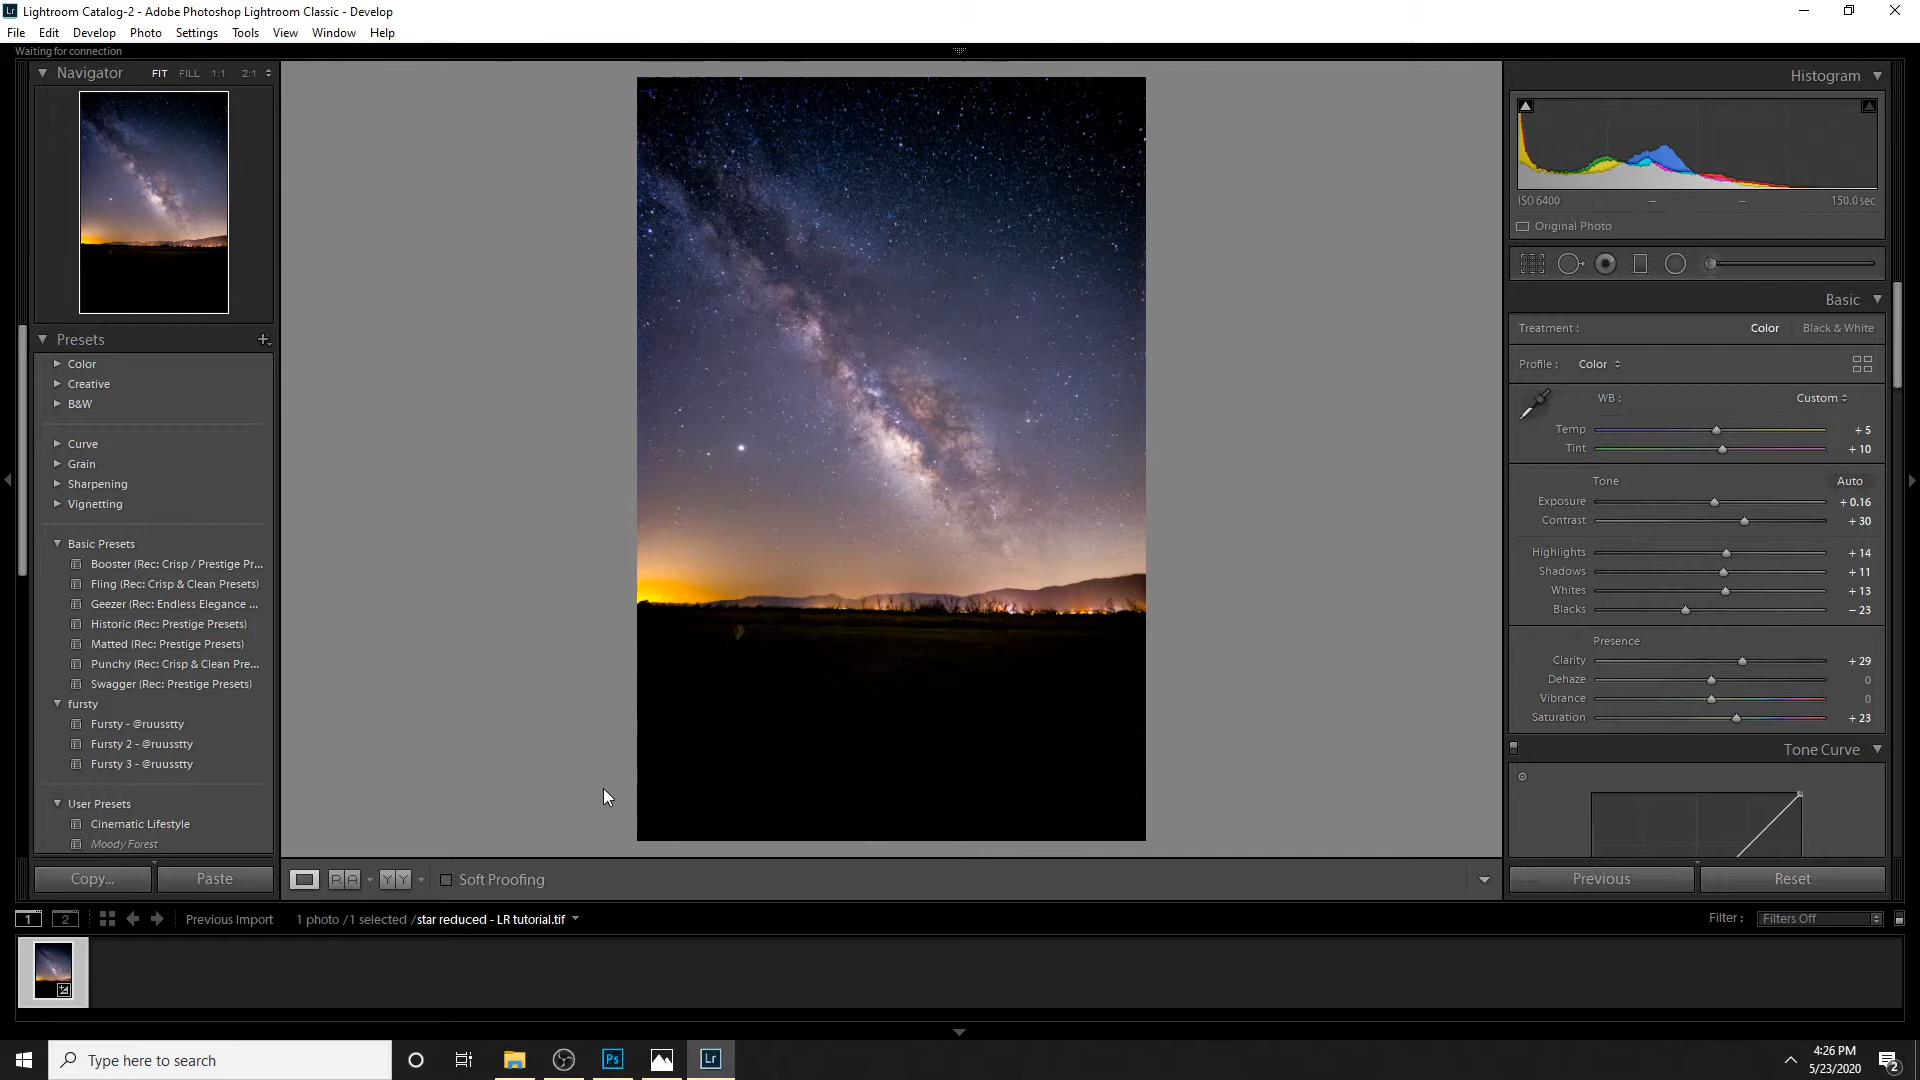 Lightroom Catalog-2 - Adobe Photoshop Lightroom Classic - Develop
File Edit Develop Photo Settings Tools View Window Help
Waiting for connection
Navigator FIT FILL 1:1 2:1
Presets
Color
Creative
B&W
Curve
Grain
Sharpening
Vignetting
Basic Presets
Booster (Rec: Crisp / Prestige Pr...
Fling (Rec: Crisp & Clean Presets)
Geezer (Rec: Endless Elegance ...
Historic (Rec: Prestige Presets)
Matted (Rec: Prestige Presets)
Punchy (Rec: Crisp & Clean Pre...
Swagger (Rec: Prestige Presets)
fursty
Fursty - @ruusstty
Fursty 2 - @ruusstty
Fursty 3 - @ruusstty
User Presets
Cinematic Lifestyle
Moody Forest
Copy... Paste
R A Y Y Soft Proofing
Histogram
ISO 6400 – – 150.0 sec
Original Photo
Basic
Treatment : Color Black & White
Profile : Color
WB : Custom
Temp + 5
Tint + 10
Tone Auto
Exposure + 0.16
Contrast + 30
Highlights + 14
Shadows + 11
Whites + 13
Blacks – 23
Presence
Clarity + 29
Dehaze 0
Vibrance 0
Saturation + 23
Tone Curve
Previous Reset
1 2 Previous Import 1 photo / 1 selected / star reduced - LR tutorial.tif Filter : Filters Off
Type here to search Ps Lr
4:26 PM
5/23/2020
2